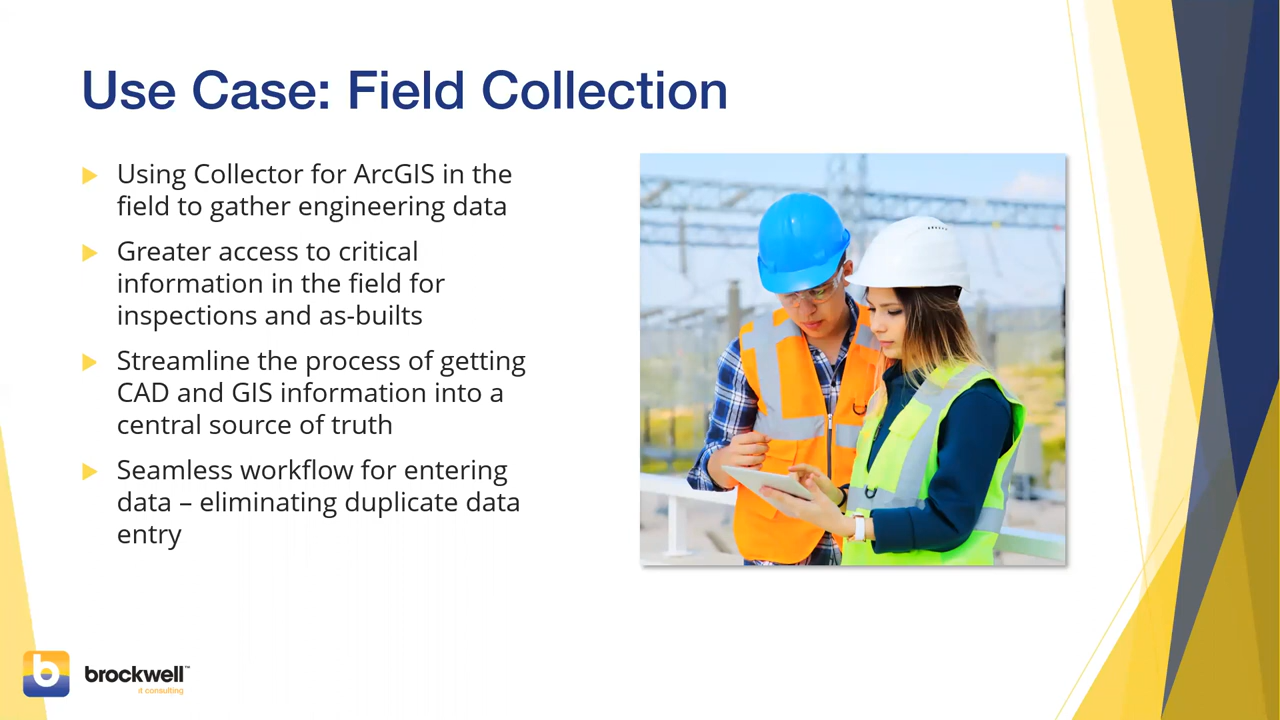 Use Case: Field Collection
Using Collector for ArcGIS in the
field to gather engineering data
Greater access to critical
information in the field for
inspections and as-builts
Streamline the process of getting
CAD and GIS information into a
central source of truth
Seamless workflow for entering
data – eliminating duplicate data
entry
b
brockwell™
it consulting